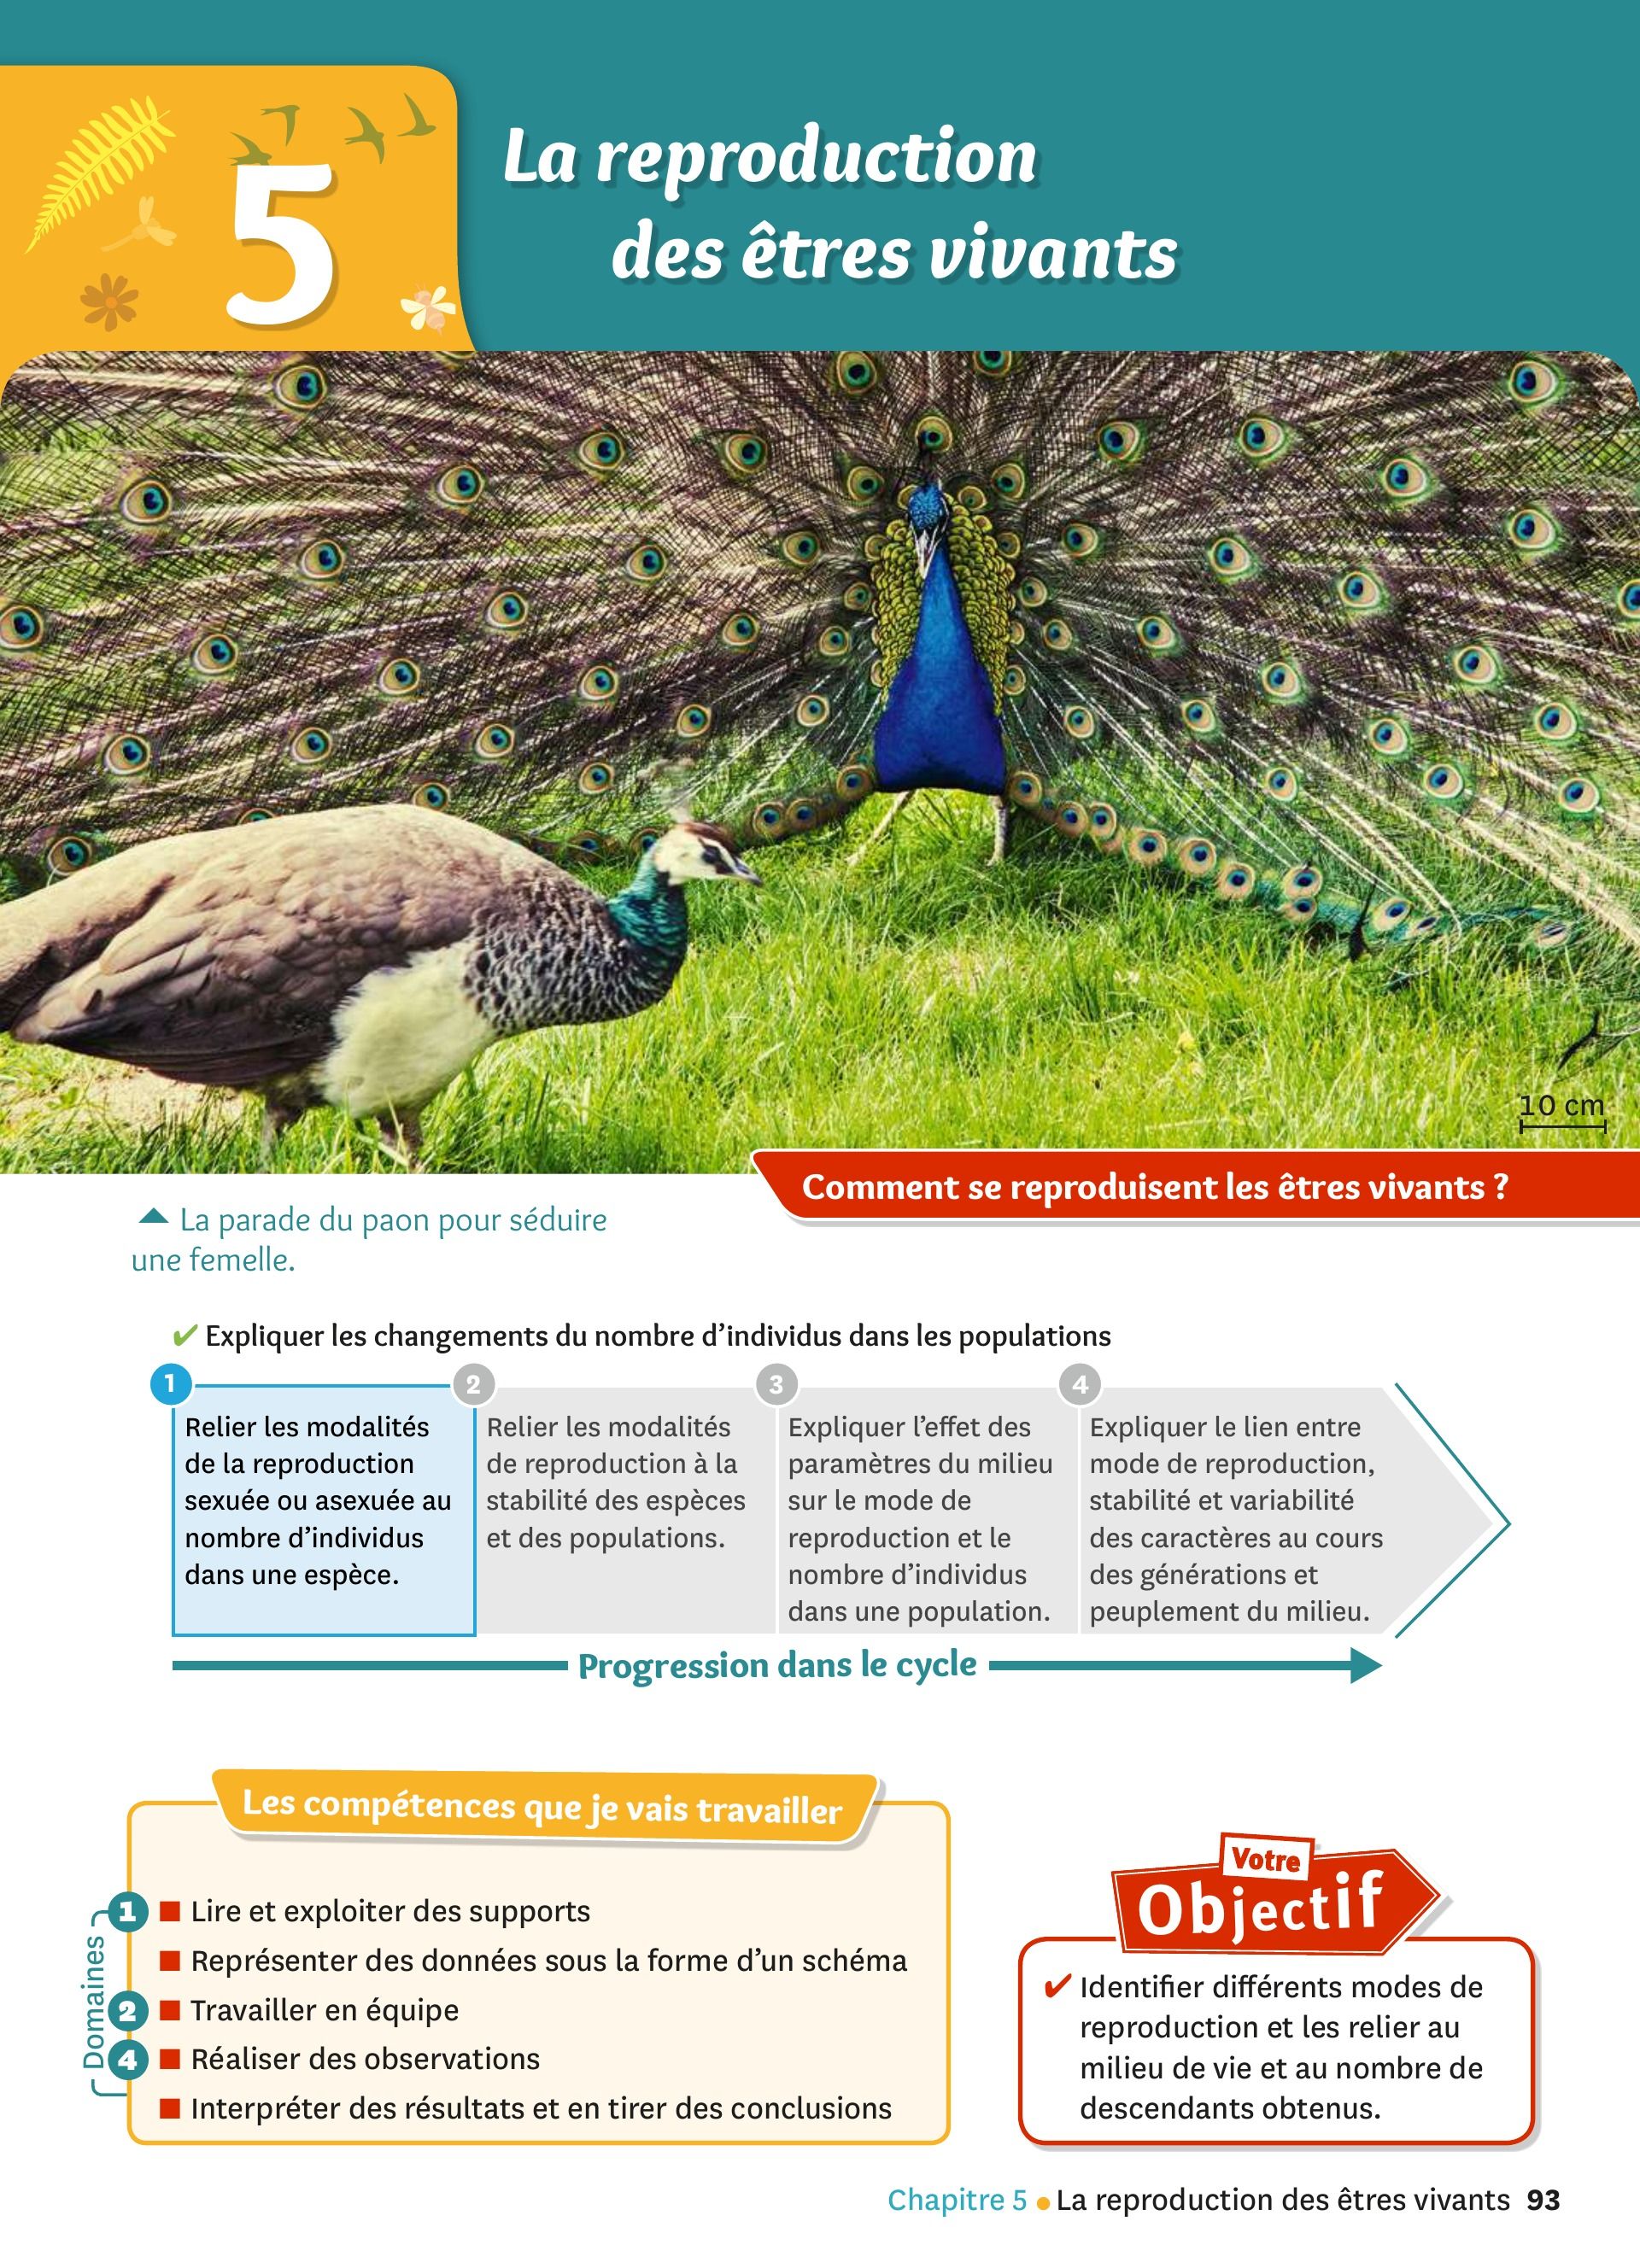 5
La reproduction
des êtres vivants
10 cm
Comment se reproduisent les êtres vivants ?
La parade du paon pour séduire
une femelle.
✔ Expliquer les changements du nombre d’individus dans les populations
1
Relier les modalités
de la reproduction
sexuée ou asexuée au
nombre d’individus
dans une espèce.
2
Relier les modalités
de reproduction à la
stabilité des espèces
et des populations.
3
Expliquer l’effet des
paramètres du milieu
sur le mode de
reproduction et le
nombre d’individus
dans une population.
4
Expliquer le lien entre
mode de reproduction,
stabilité et variabilité
des caractères au cours
des générations et
peuplement du milieu.
Progression dans le cycle
Les compétences que je vais travailler
Domaines
1 ■ Lire et exploiter des supports
■ Représenter des données sous la forme d’un schéma
2 ■ Travailler en équipe
4 ■ Réaliser des observations
■ Interpréter des résultats et en tirer des conclusions
Votre
Objectif
✔ Identifier différents modes de
reproduction et les relier au
milieu de vie et au nombre de
descendants obtenus.
Chapitre 5 • La reproduction des êtres vivants 93